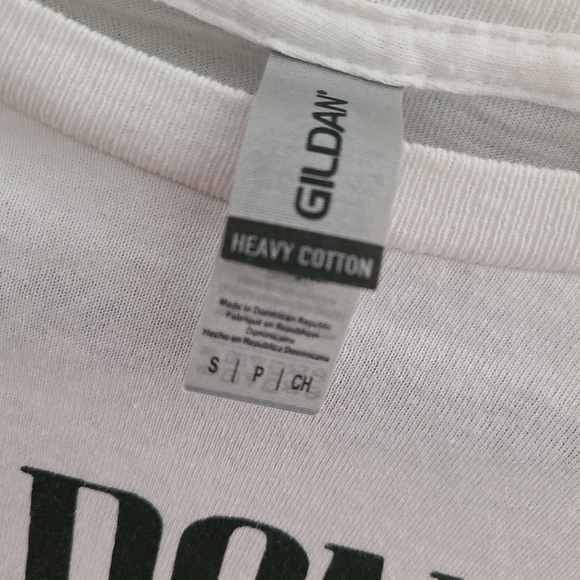 GILDAN
HEAVY COTTON
Made in Dominican Republic
Fabriqué en République
Dominicaine
Hecho en República Dominicana
S | P | CH